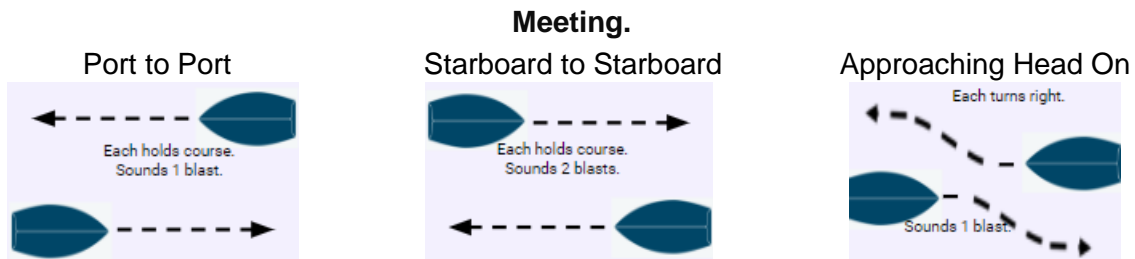 Meeting.
Port to Port
Each holds course.
Sounds 1 blast.
Starboard to Starboard
Each holds course.
Sounds 2 blasts.
Approaching Head On
Each turns right.
Sounds 1 blast.